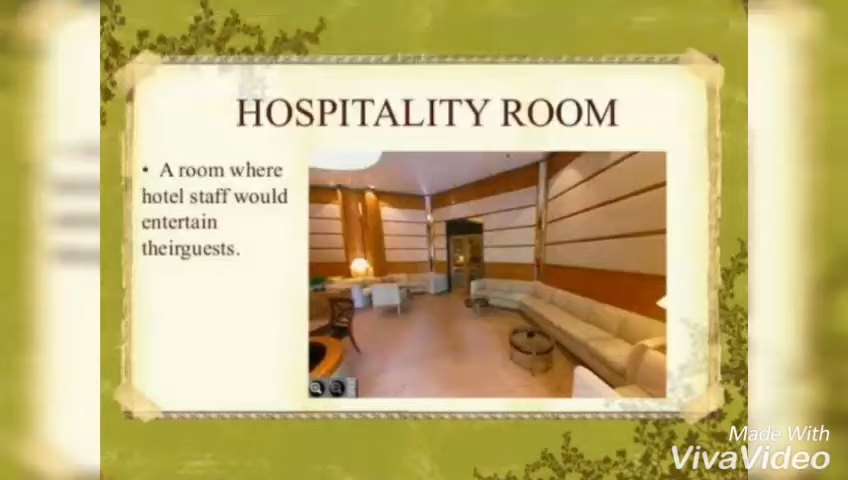 HOSPITALITY ROOM
• A room where
hotel staff would
entertain
theirguests.
Made With
VivaVideo